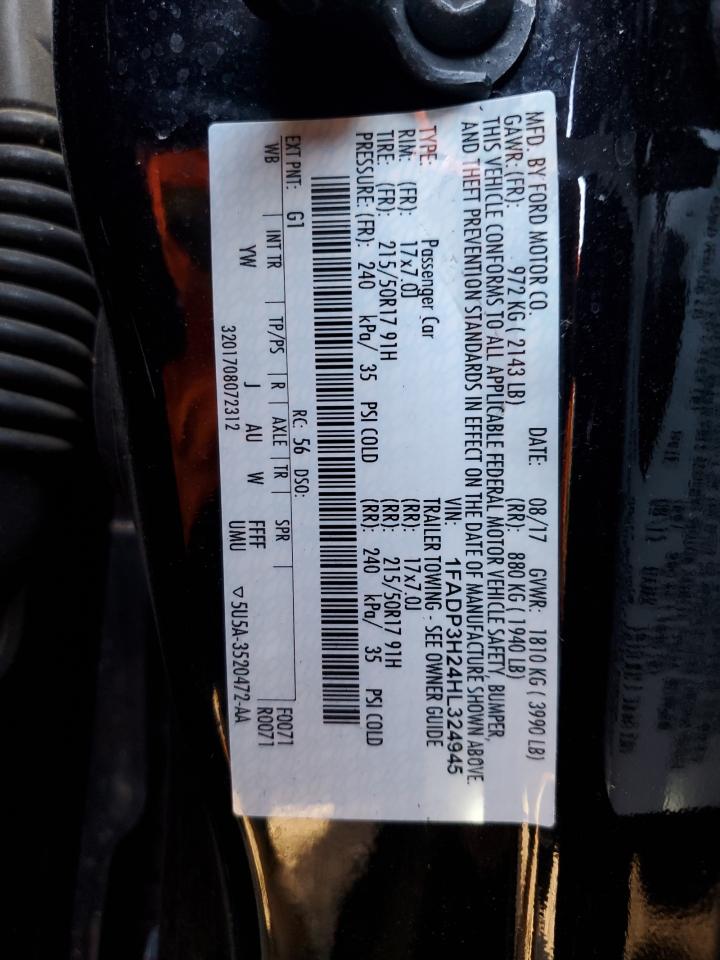 MFD. BY FORD MOTOR CO. DATE: 08/17 GVWR: 1810 KG ( 3990 LB)
GAWR: (FR): 972 KG ( 2143 LB) (RR): 880 KG ( 1940 LB)
THIS VEHICLE CONFORMS TO ALL APPLICABLE FEDERAL MOTOR VEHICLE SAFETY, BUMPER,
AND THEFT PREVENTION STANDARDS IN EFFECT ON THE DATE OF MANUFACTURE SHOWN ABOVE.
VIN: 1FADP3H24HL324945
TYPE: Passenger Car TRAILER TOWING - SEE OWNER GUIDE
RIM: (FR): 17x7.0J (RR): 17x7.0J
TIRE: (FR): 215/50R17 91H (RR): 215/50R17 91H
PRESSURE: (FR): 240 kPa/ 35 PSI COLD (RR): 240 kPa/ 35 PSI COLD
RC: 56 DSO: F0071
EXT PNT: G1 INT TR TP/PS R AXLE TR SPR R0071
WB YW J AU W FFFF UMU
3201708072312 ▽5U5A-3520472-AA